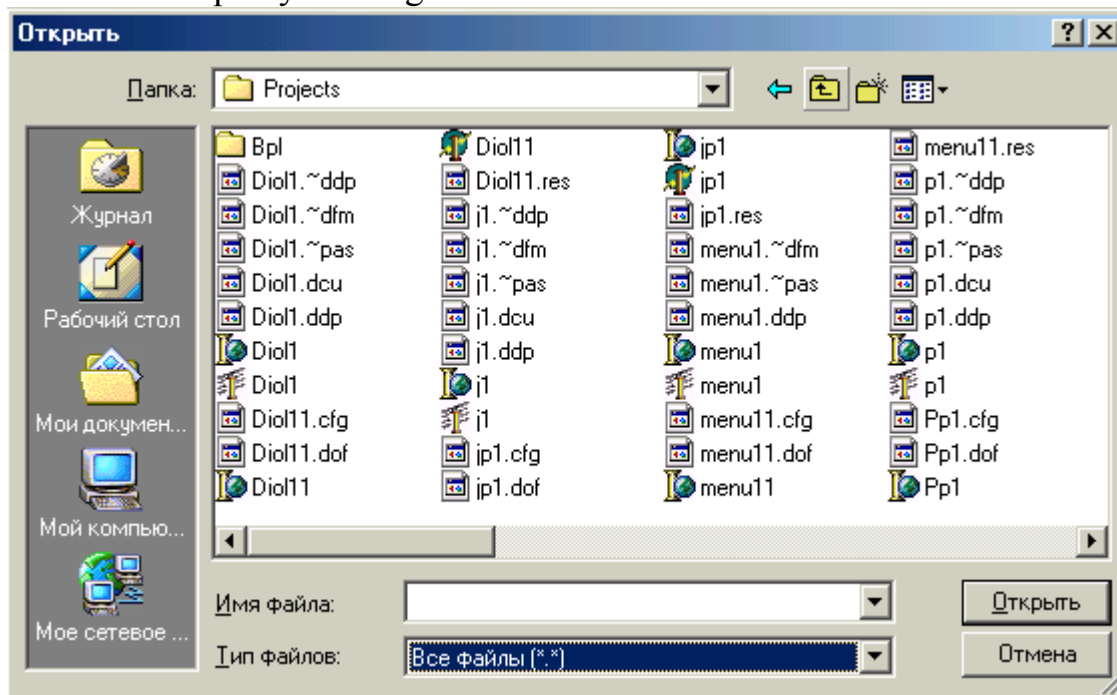 Открыть
Папка: Projects
Журнал
Рабочий стол
Мои докумен...
Мой компью...
Мое сетевое ...
Bpl
Diol1.~ddp
Diol1.~dfm
Diol1.~pas
Diol1.dcu
Diol1.ddp
Diol1
Diol1
Diol11.cfg
Diol11.dof
Diol11
Diol11
Diol11.res
j1.~ddp
j1.~dfm
j1.~pas
j1.dcu
j1.ddp
j1
j1
jp1.cfg
jp1.dof
jp1
jp1
jp1.res
menu1.~dfm
menu1.~pas
menu1.ddp
menu1
menu1
menu11.cfg
menu11.dof
menu11
menu11.res
p1.~ddp
p1.~dfm
p1.~pas
p1.dcu
p1.ddp
p1
p1
Pp1.cfg
Pp1.dof
Pp1
Имя файла:
Открыть
Тип файлов: Все файлы (*.*)
Отмена